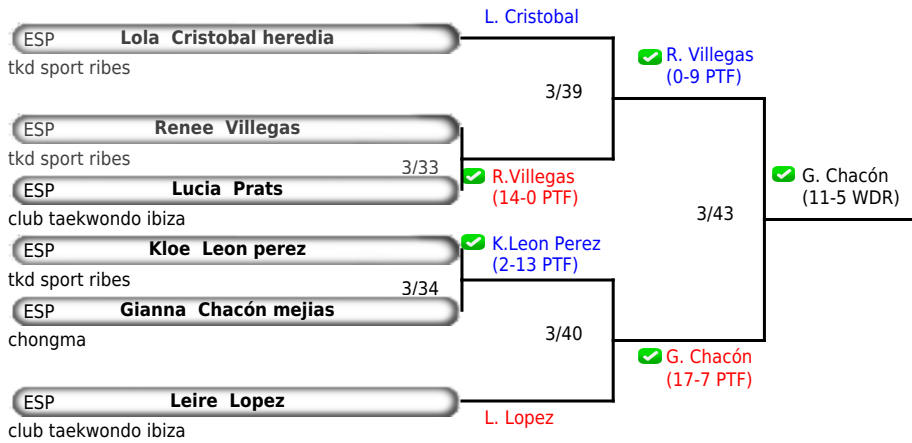 L. Cristobal
ESP Lola Cristobal heredia
tkd sport ribes
R. Villegas
(0-9 PTF)
3/39
ESP Renee Villegas
tkd sport ribes
3/33
R.Villegas
(14-0 PTF)
ESP Lucia Prats
club taekwondo ibiza
G. Chacón
(11-5 WDR)
3/43
ESP Kloe Leon perez
tkd sport ribes
K.Leon Perez
(2-13 PTF)
3/34
ESP Gianna Chacón mejias
chongma
3/40
G. Chacón
(17-7 PTF)
ESP Leire Lopez
club taekwondo ibiza
L. Lopez